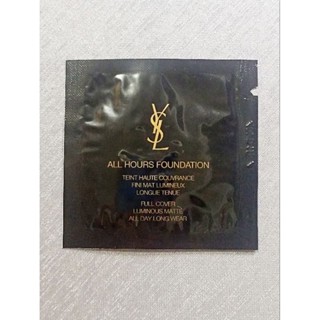 YSL
ALL HOURS FOUNDATION
TEINT HAUTE COUVRANCE
FINI MAT LUMINEUX
LONGUE TENUE
FULL COVER
LUMINOUS MATTE
ALL DAY LONG WEAR